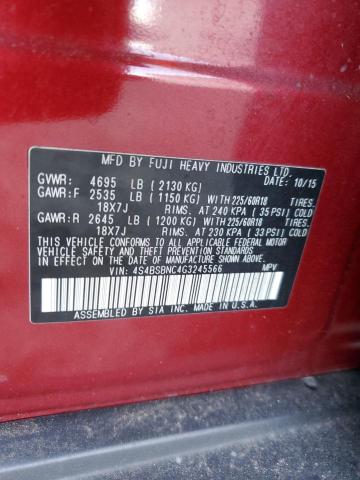 MFD BY FUJI HEAVY INDUSTRIES LTD.
GVWR: 4695 LB ( 2130 KG) DATE: 10/15
GAWR:F 2535 LB ( 1150 KG) WITH 225/60R18 TIRES.
18X7J RIMS. AT 240 KPA ( 35 PSI) COLD.
GAWR:R 2645 LB ( 1200 KG) WITH 225/60R18 TIRES.
18X7J RIMS. AT 230 KPA ( 33 PSI) COLD.
THIS VEHICLE CONFORMS TO ALL APPLICABLE FEDERAL
MOTOR VEHICLE SAFETY AND THEFT PREVENTION STANDARDS
IN EFFECT ON THE DATE OF MANUFACTURE SHOWN ABOVE.
VIN: 4S4BSBNC4G3245566 MPV
ASSEMBLED BY SIA INC. MADE IN U.S.A.